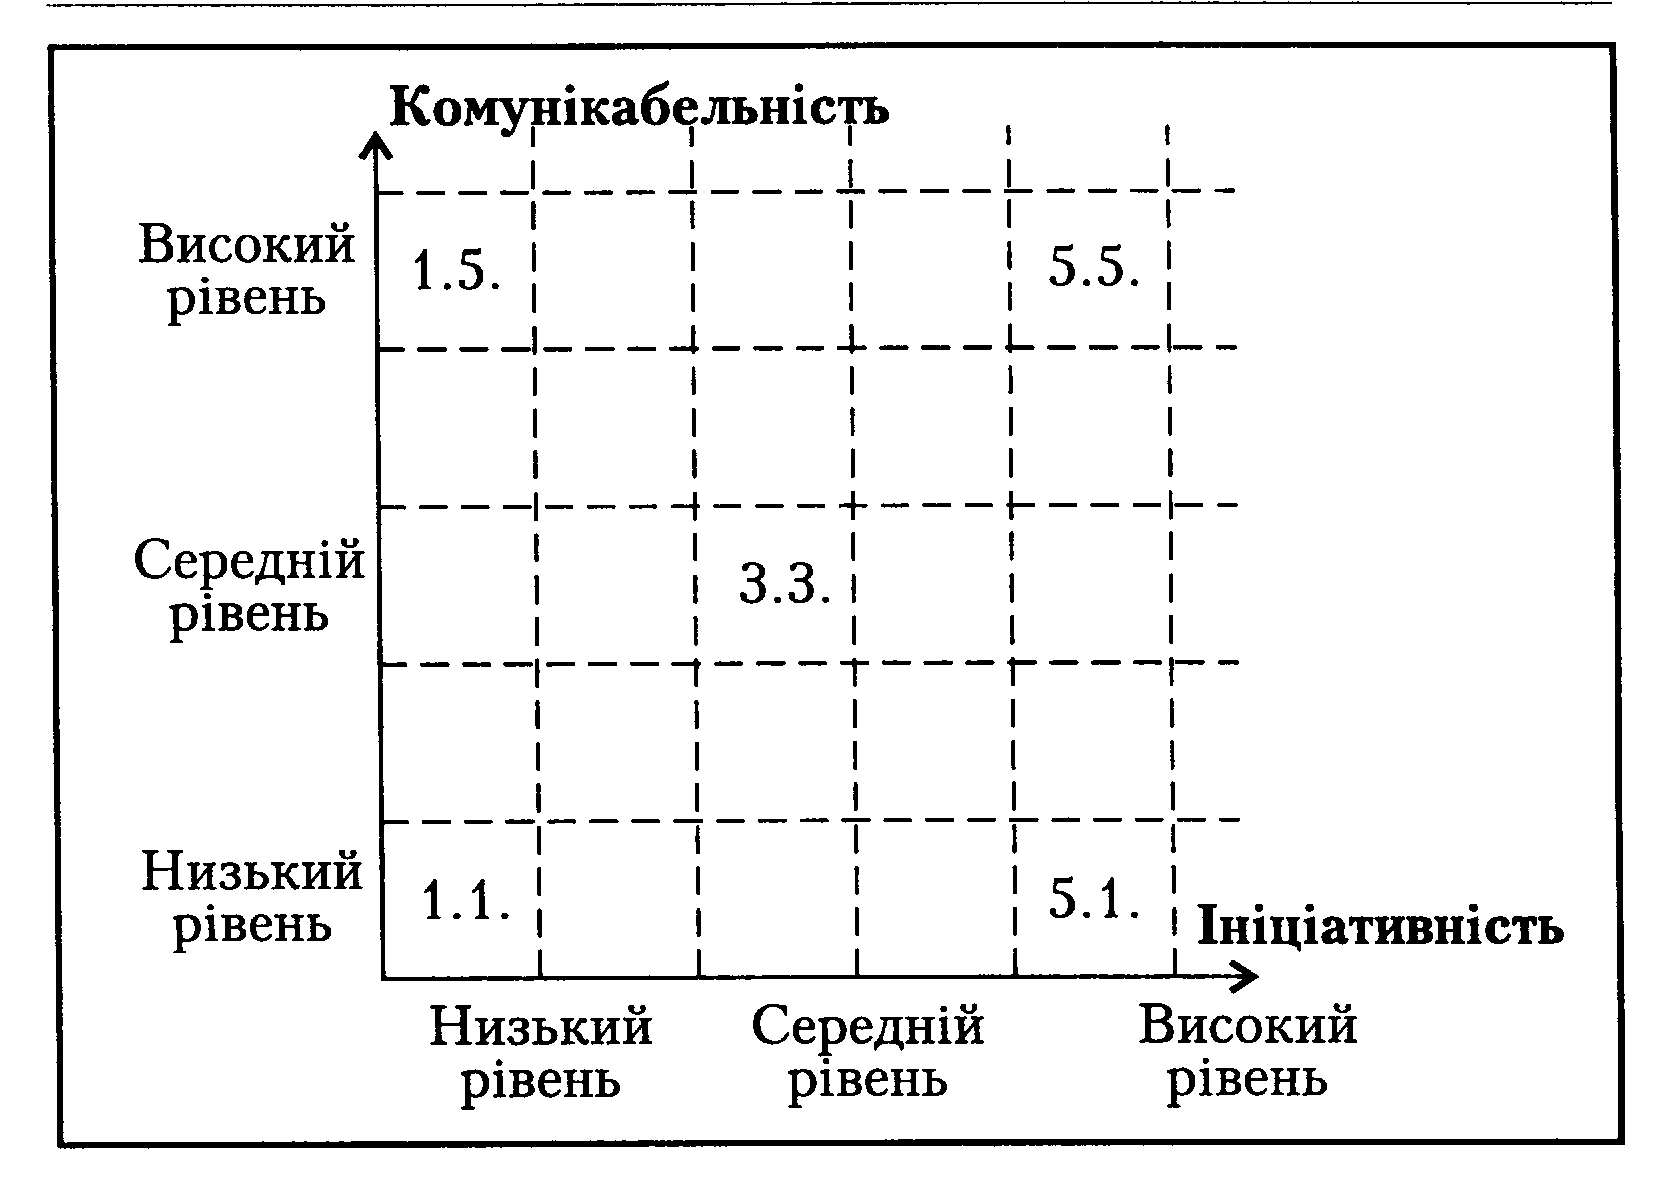 Комунікабельність
Високий
рівень
1.5.
5.5.
Середній
рівень
3.3.
Низький
рівень
1.1.
5.1.
Ініціативність
Низький
рівень
Середній
рівень
Високий
рівень